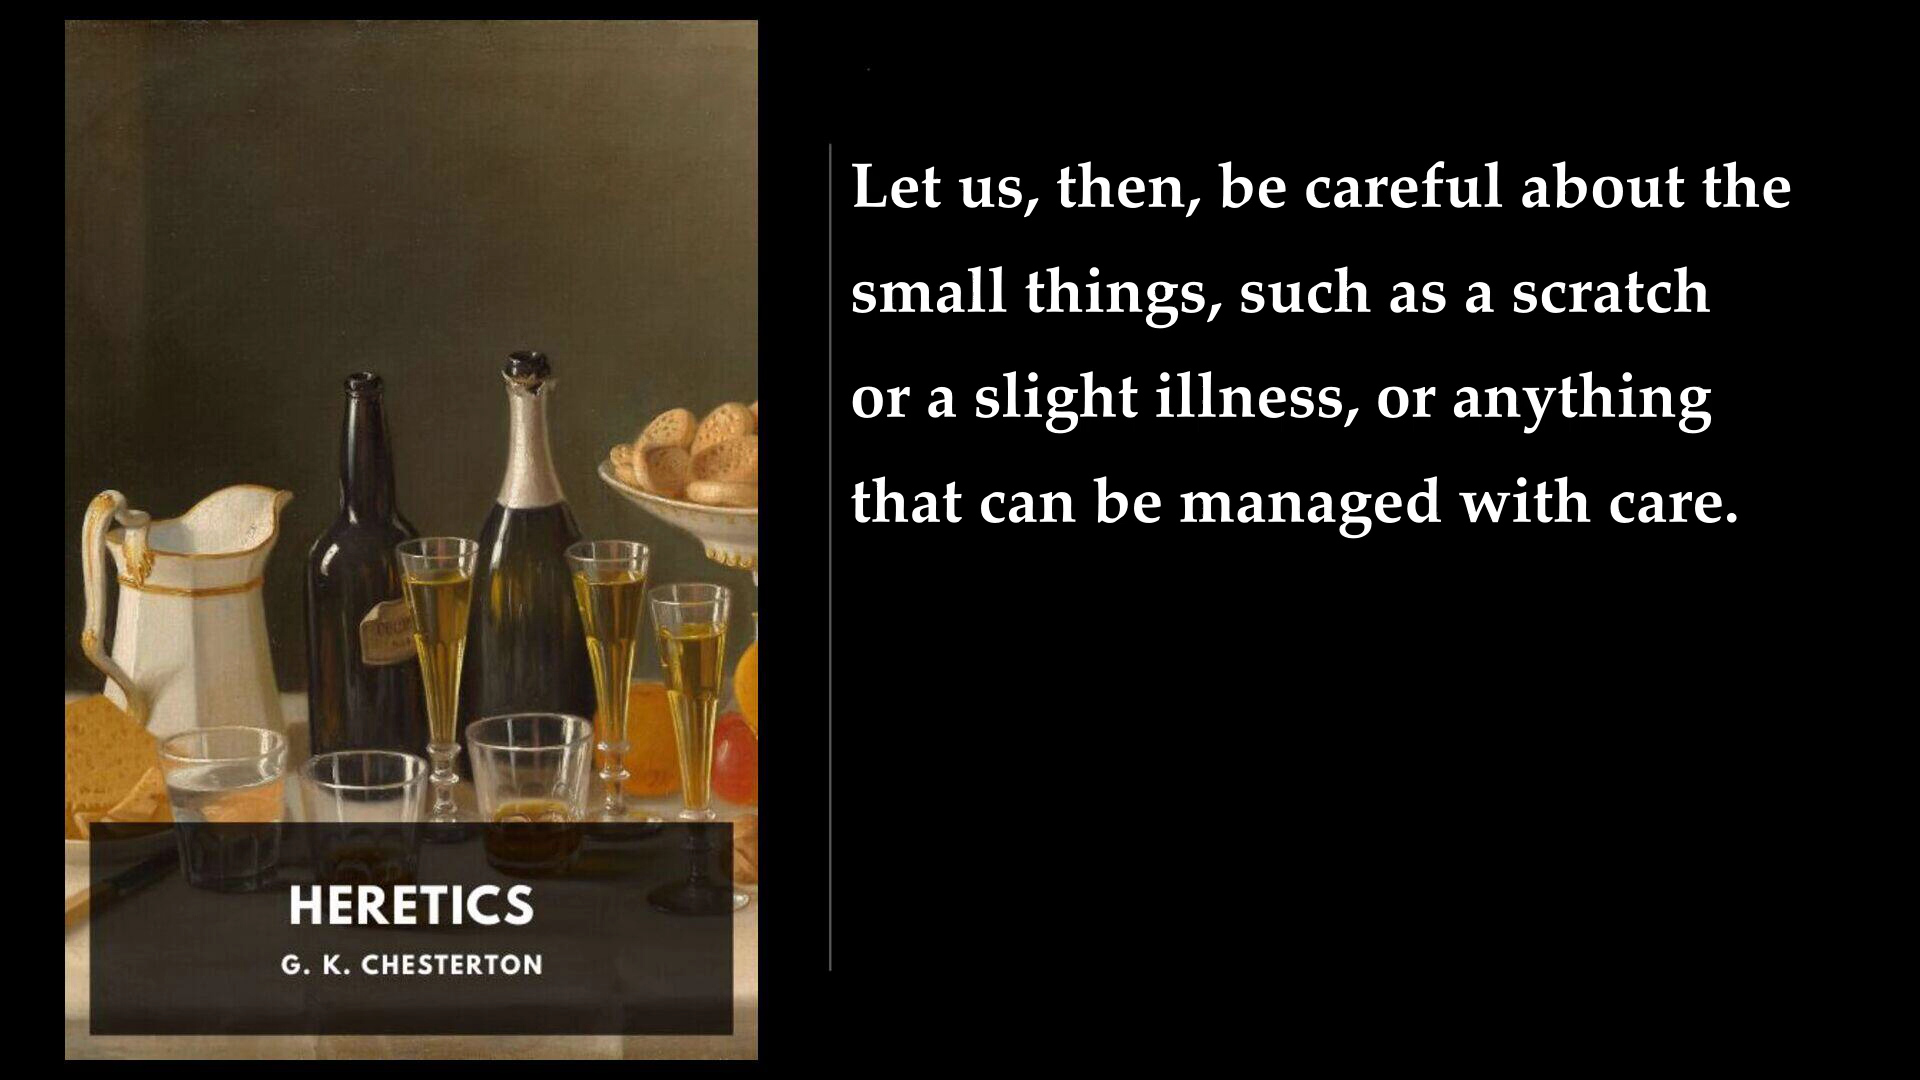 Let us, then, be careful about the
small things, such as a scratch
or a slight illness, or anything
that can be managed with care.
HERETICS
G. K. CHESTERTON